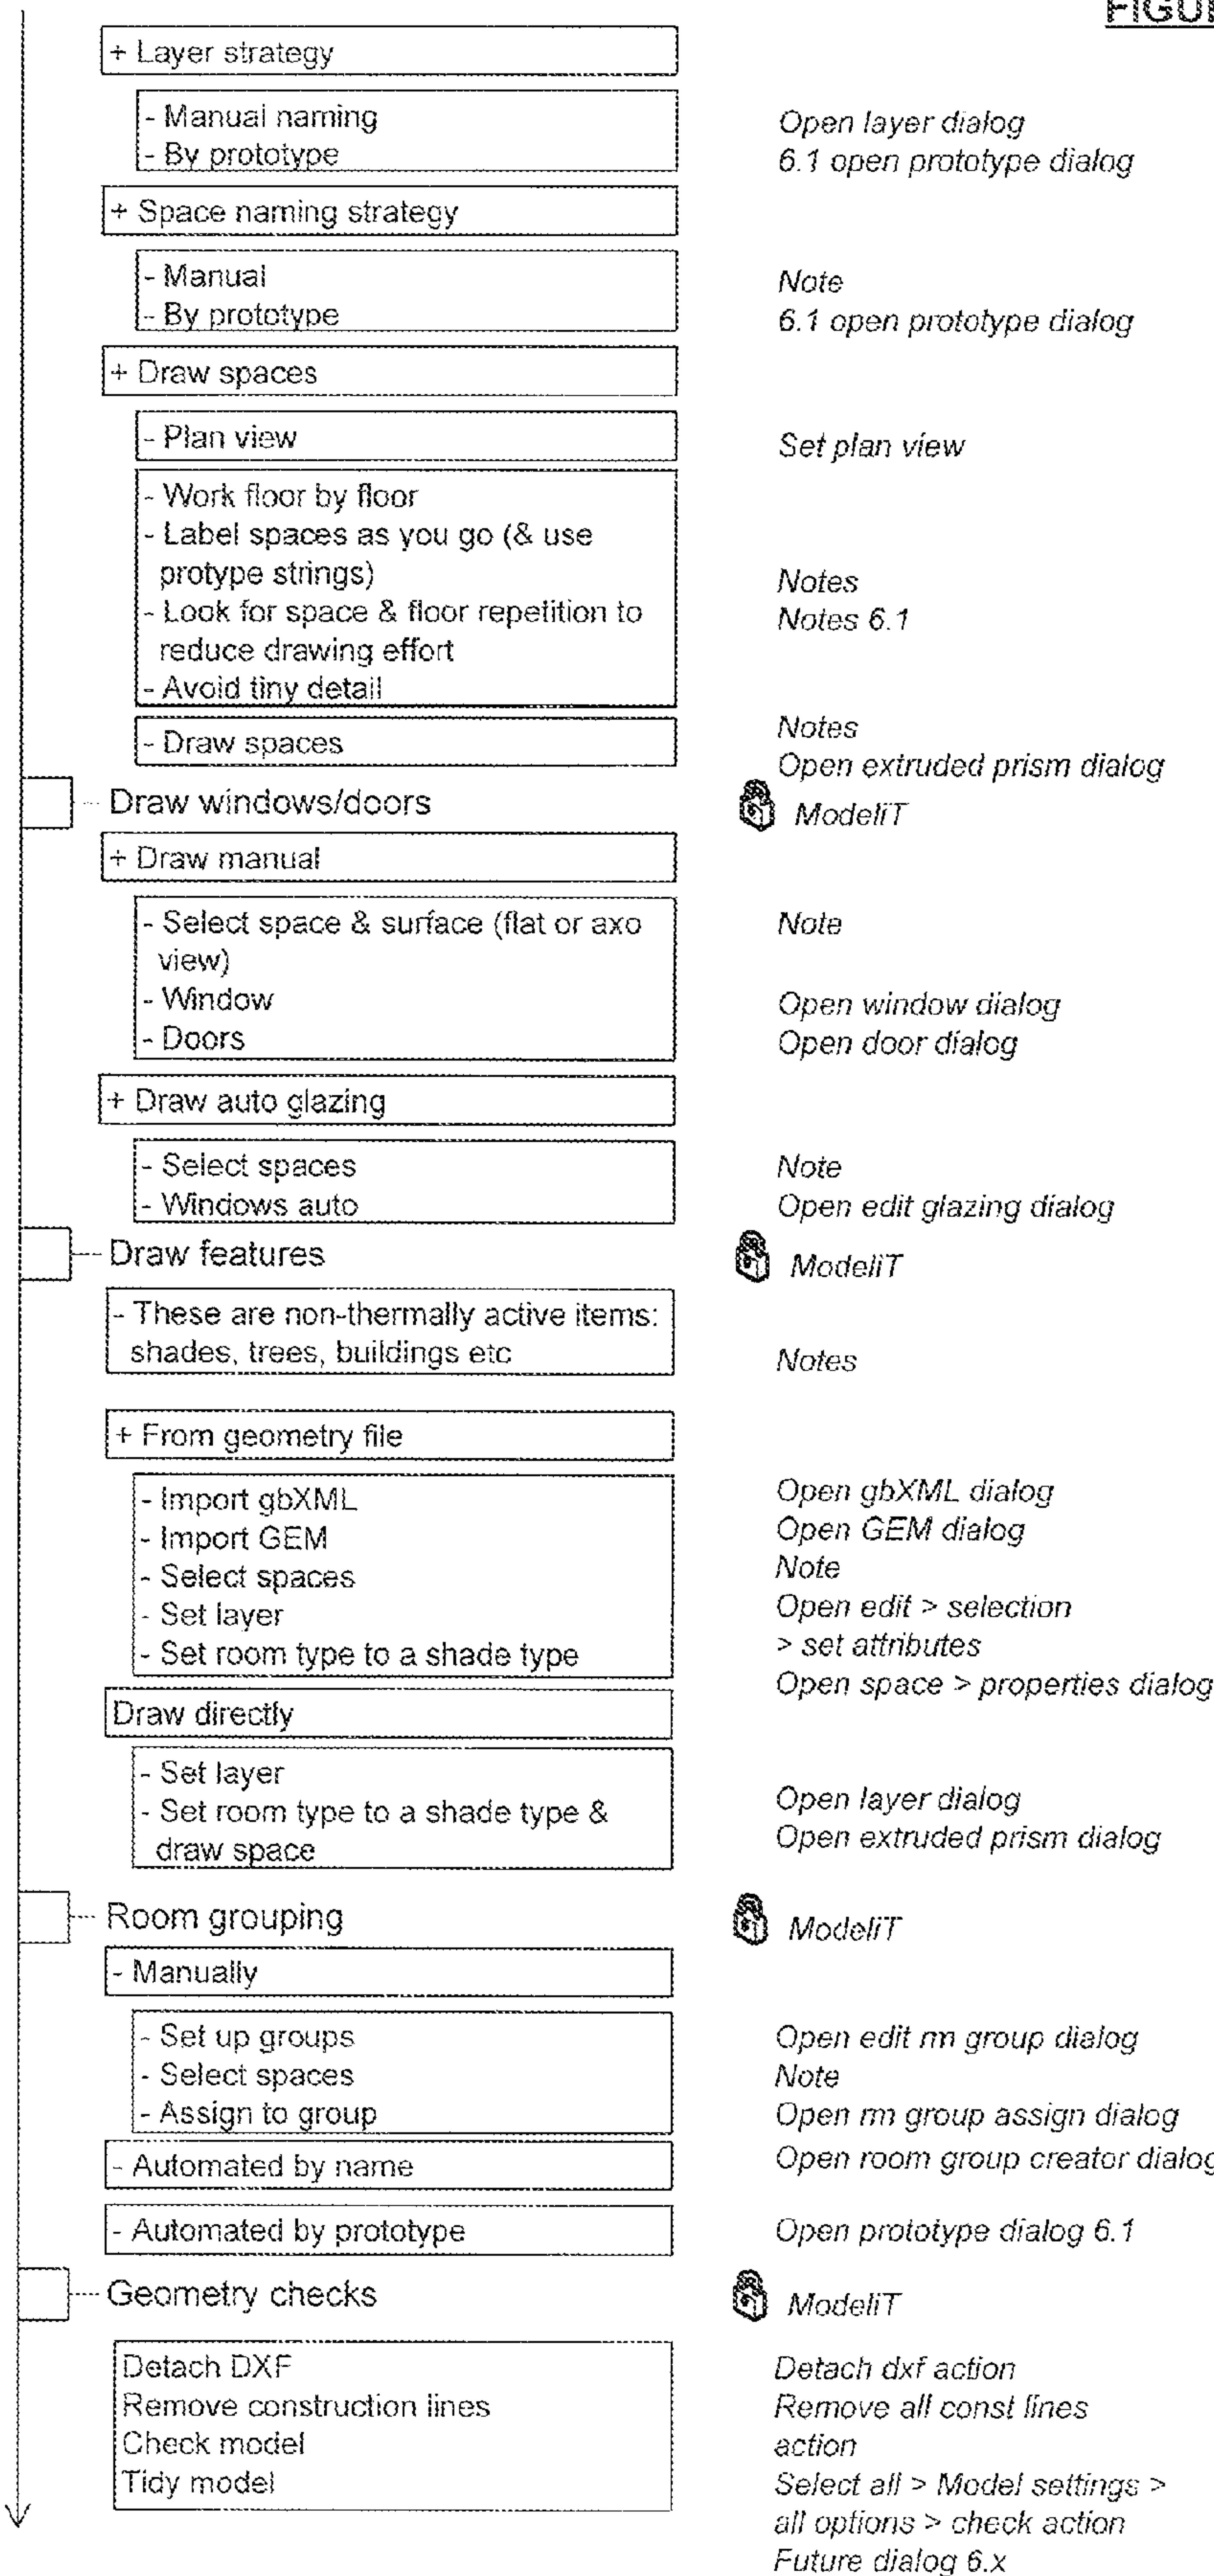 + Layer strategy
- Manual naming
- By prototype
Open layer dialog
6.1 open prototype dialog
+ Space naming strategy
- Manual
- By prototype
Note
6.1 open prototype dialog
+ Draw spaces
- Plan view
Set plan view
- Work floor by floor
- Label spaces as you go (& use
protype strings)
- Look for space & floor repetition to
reduce drawing effort
- Avoid tiny detail
Notes
Notes 6.1
- Draw spaces
Notes
Open extruded prism dialog
Draw windows/doors
ModeliT
+ Draw manual
- Select space & surface (flat or axo
view)
- Window
- Doors
Note
Open window dialog
Open door dialog
+ Draw auto glazing
- Select spaces
- Windows auto
Note
Open edit glazing dialog
Draw features
ModeliT
- These are non-thermally active items:
shades, trees, buildings etc
Notes
+ From geometry file
- Import gbXML
- Import GEM
- Select spaces
- Set layer
- Set room type to a shade type
Open gbXML dialog
Open GEM dialog
Note
Open edit > selection
> set attributes
Open space > properties dialog
Draw directly
- Set layer
- Set room type to a shade type &
draw space
Open layer dialog
Open extruded prism dialog
Room grouping
ModeliT
- Manually
- Set up groups
- Select spaces
- Assign to group
Open edit rm group dialog
Note
Open rm group assign dialog
- Automated by name
Open room group creator dialog
- Automated by prototype
Open prototype dialog 6.1
Geometry checks
ModeliT
Detach DXF
Remove construction lines
Check model
Tidy model
Detach dxf action
Remove all const lines
action
Select all > Model settings >
all options > check action
Future dialog 6.x